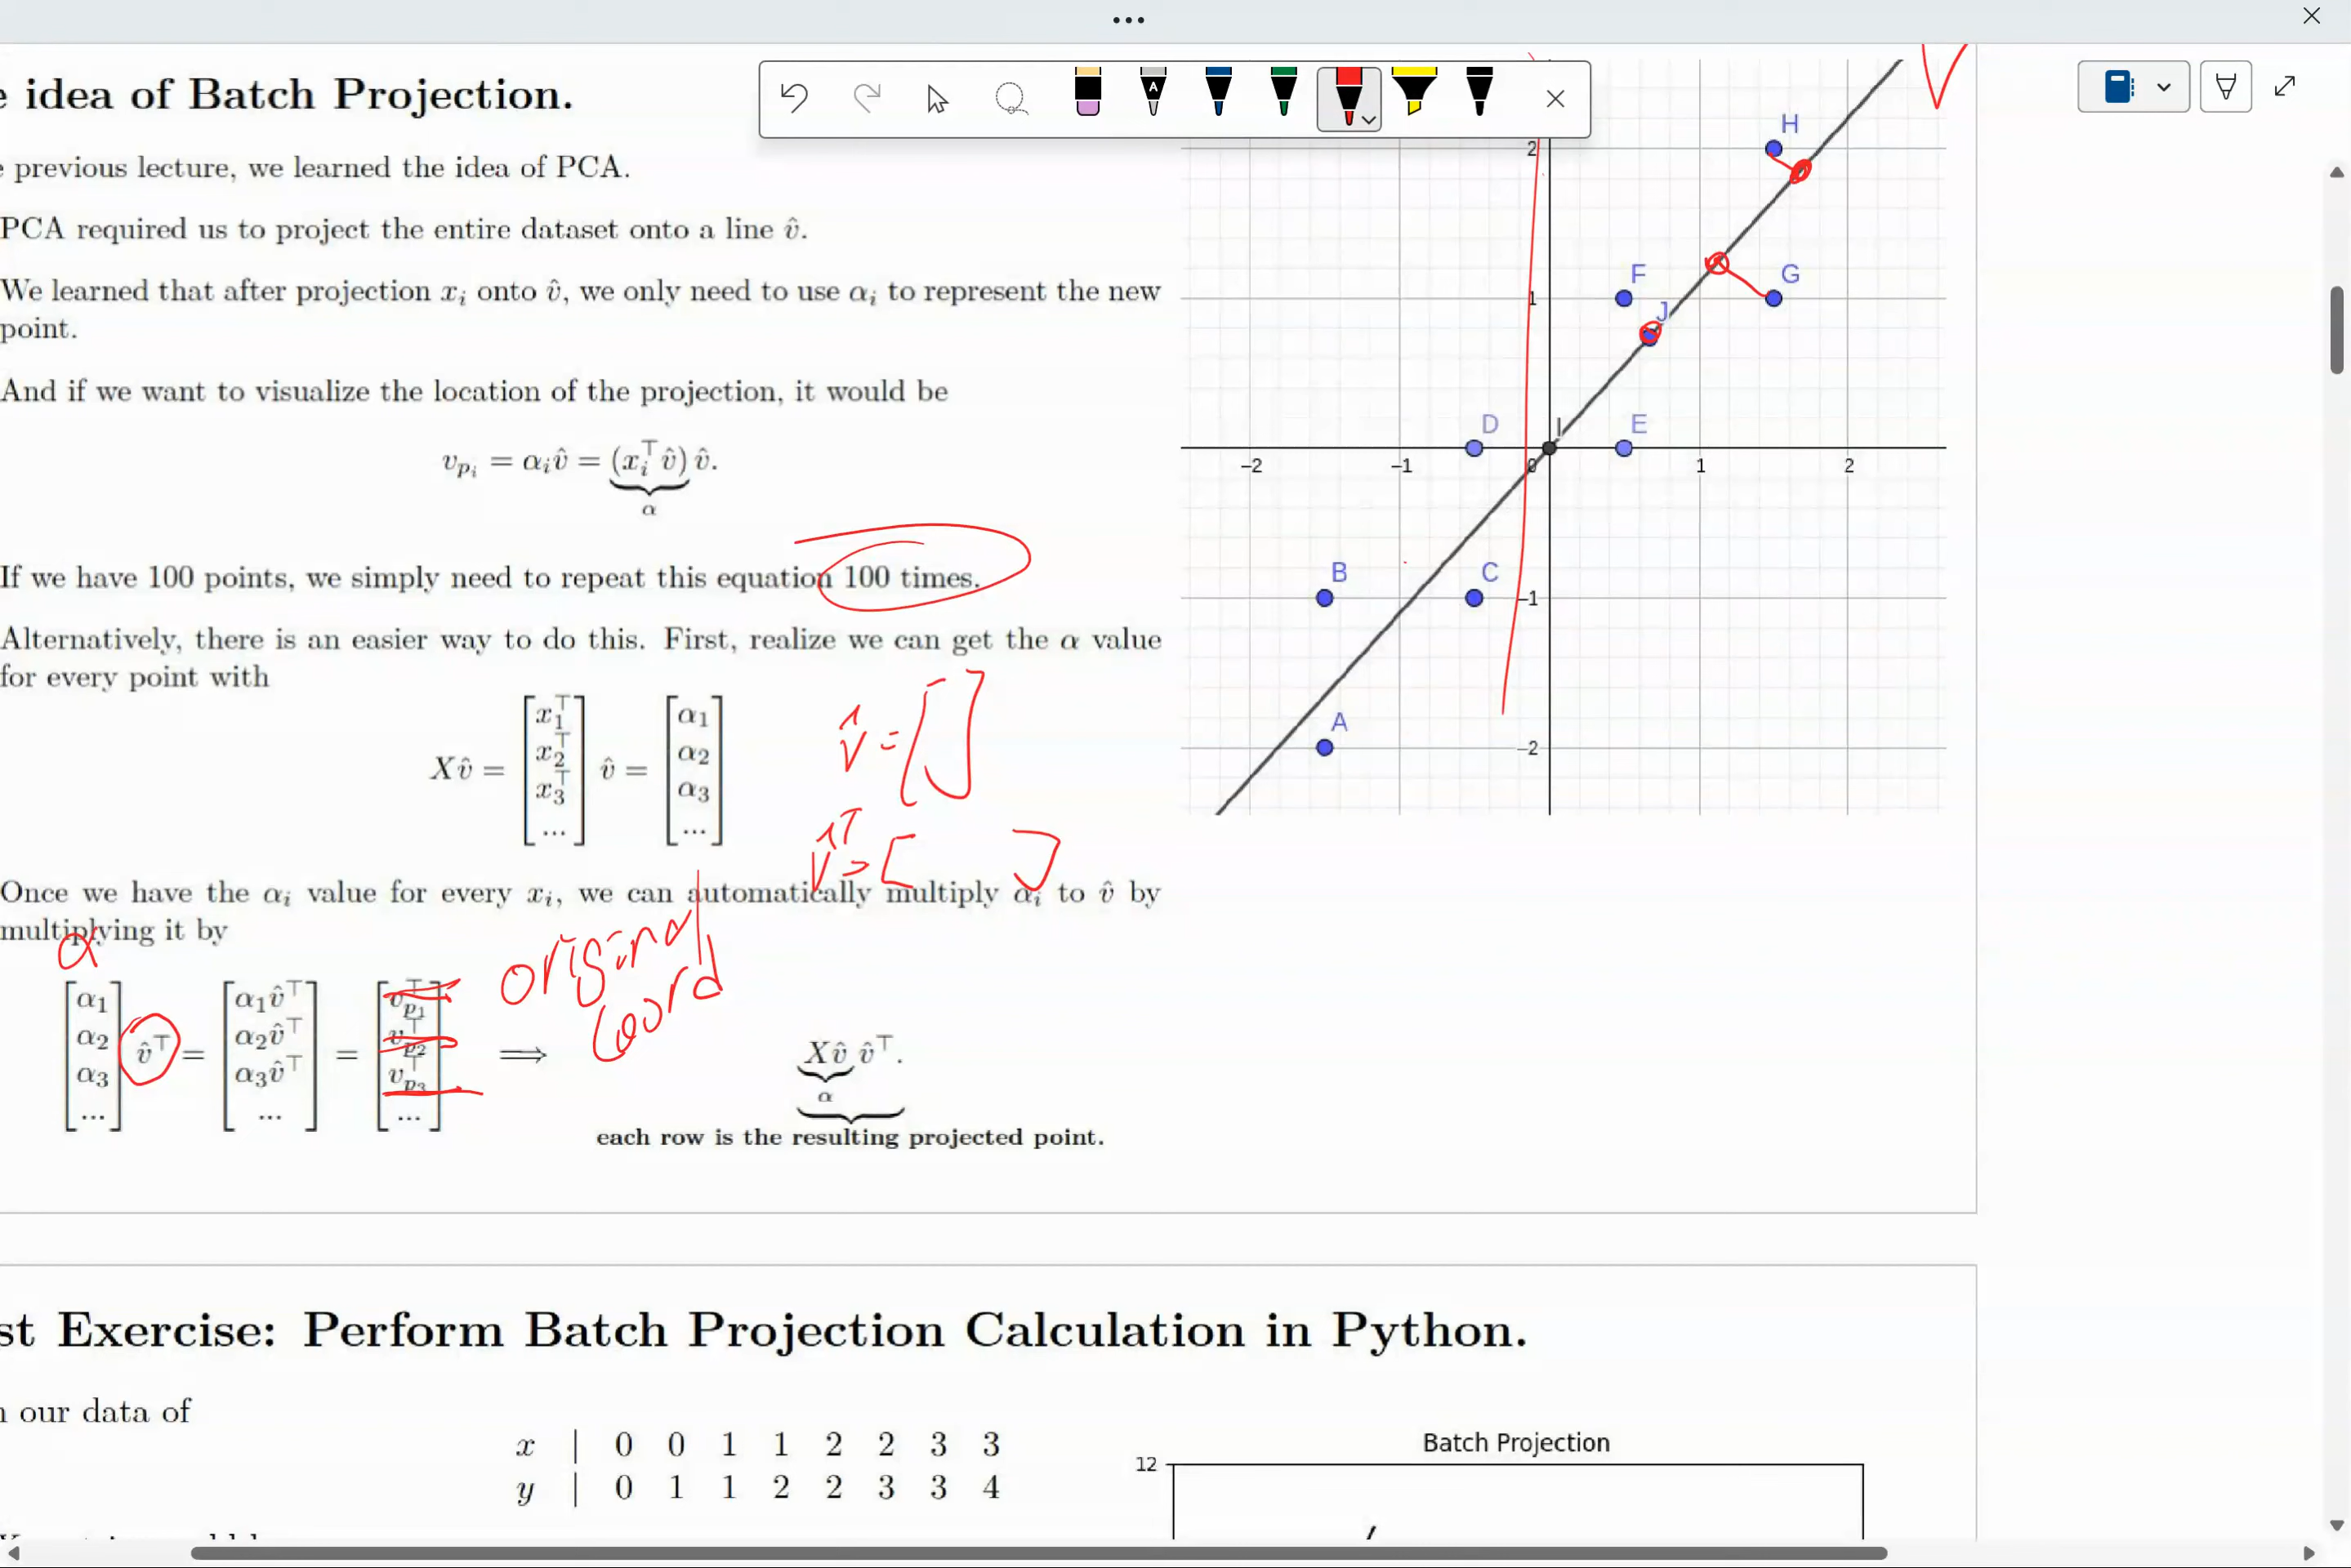 e idea of Batch Projection.
e previous lecture, we learned the idea of PCA.
PCA required us to project the entire dataset onto a line v̂.
We learned that after projection xᵢ onto v̂, we only need to use αᵢ to represent the new
point.
And if we want to visualize the location of the projection, it would be
v_{pᵢ} = αᵢv̂ = (xᵢ^⊤ v̂) v̂.
α
If we have 100 points, we simply need to repeat this equation 100 times.
Alternatively, there is an easier way to do this. First, realize we can get the α value
for every point with
Xv̂ = [x₁^⊤ x₂^⊤ x₃^⊤ ...] v̂ = [α₁ α₂ α₃ ...]
v̂ = [ ]
v̂^T = [ ]
Once we have the αᵢ value for every xᵢ, we can automatically multiply αᵢ to v̂ by
multiplying it by
α
original
coord
[α₁ α₂ α₃ ...] v̂^⊤ = [α₁v̂^⊤ α₂v̂^⊤ α₃v̂^⊤ ...] = [v_{p₁}^⊤ v_{p₂}^⊤ v_{p₃}^⊤ ...] ⟹ Xv̂ v̂^⊤.
α
each row is the resulting projected point.
H
2
F
G
J
1
D
I
E
−2 −1 0 1 2
B
C
−1
A
−2
st Exercise: Perform Batch Projection Calculation in Python.
n our data of
x | 0 0 1 1 2 2 3 3
y | 0 1 1 2 2 3 3 4
Batch Projection
12